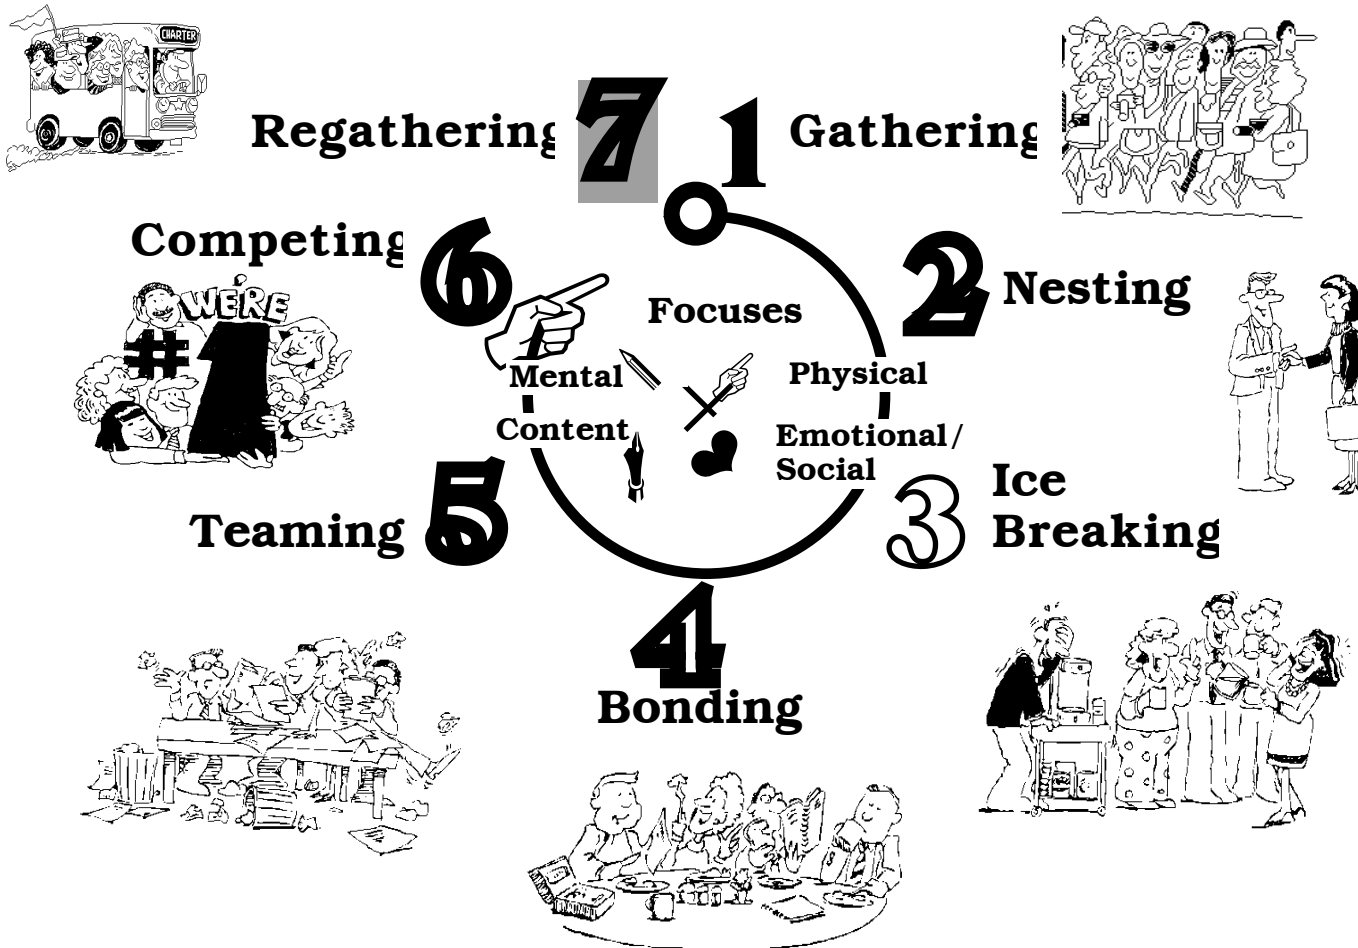 CHARTER
Regathering
7
1
Gathering
Competing
6
2
Nesting
WE'RE
#1
Focuses
Mental
Physical
Content
Emotional/
Social
Teaming
5
3
Ice
Breaking
4
Bonding